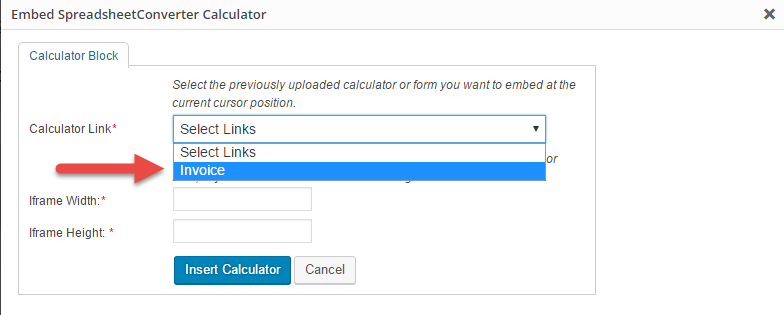 Embed SpreadsheetConverter Calculator
Calculator Block
Select the previously uploaded calculator or form you want to embed at the
current cursor position.
Calculator Link*
Select Links
Select Links
or
Invoice
Iframe Width:*
Iframe Height: *
Insert Calculator
Cancel